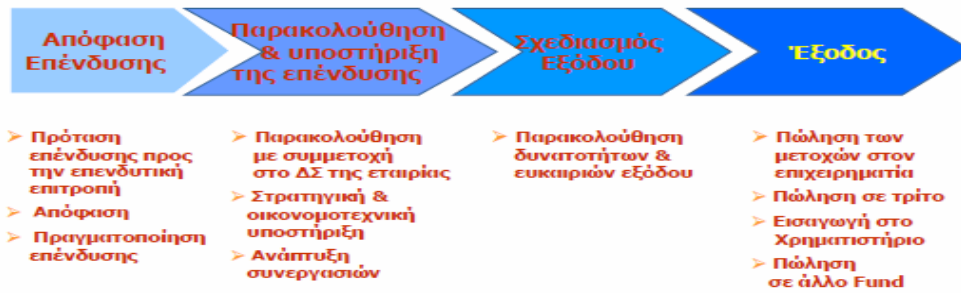 Απόφαση
Επένδυσης
Παρακολούθηση
& υποστήριξη
της επένδυσης
Σχεδιασμός
Εξόδου
Έξοδος
Πρόταση
επένδυσης προς
την επενδυτική
επιτροπή
Απόφαση
Πραγματοποίηση
επένδυσης
Παρακολούθηση
με συμμετοχή
στο ΔΣ της εταιρίας
Στρατηγική &
οικονομοτεχνική
υποστήριξη
Ανάπτυξη
συνεργασιών
Παρακολούθηση
δυνατοτήτων &
ευκαιριών εξόδου
Πώληση των
μετοχών στον
επιχειρηματία
Πώληση σε τρίτο
Εισαγωγή στο
Χρηματιστήριο
Πώληση
σε άλλο Fund